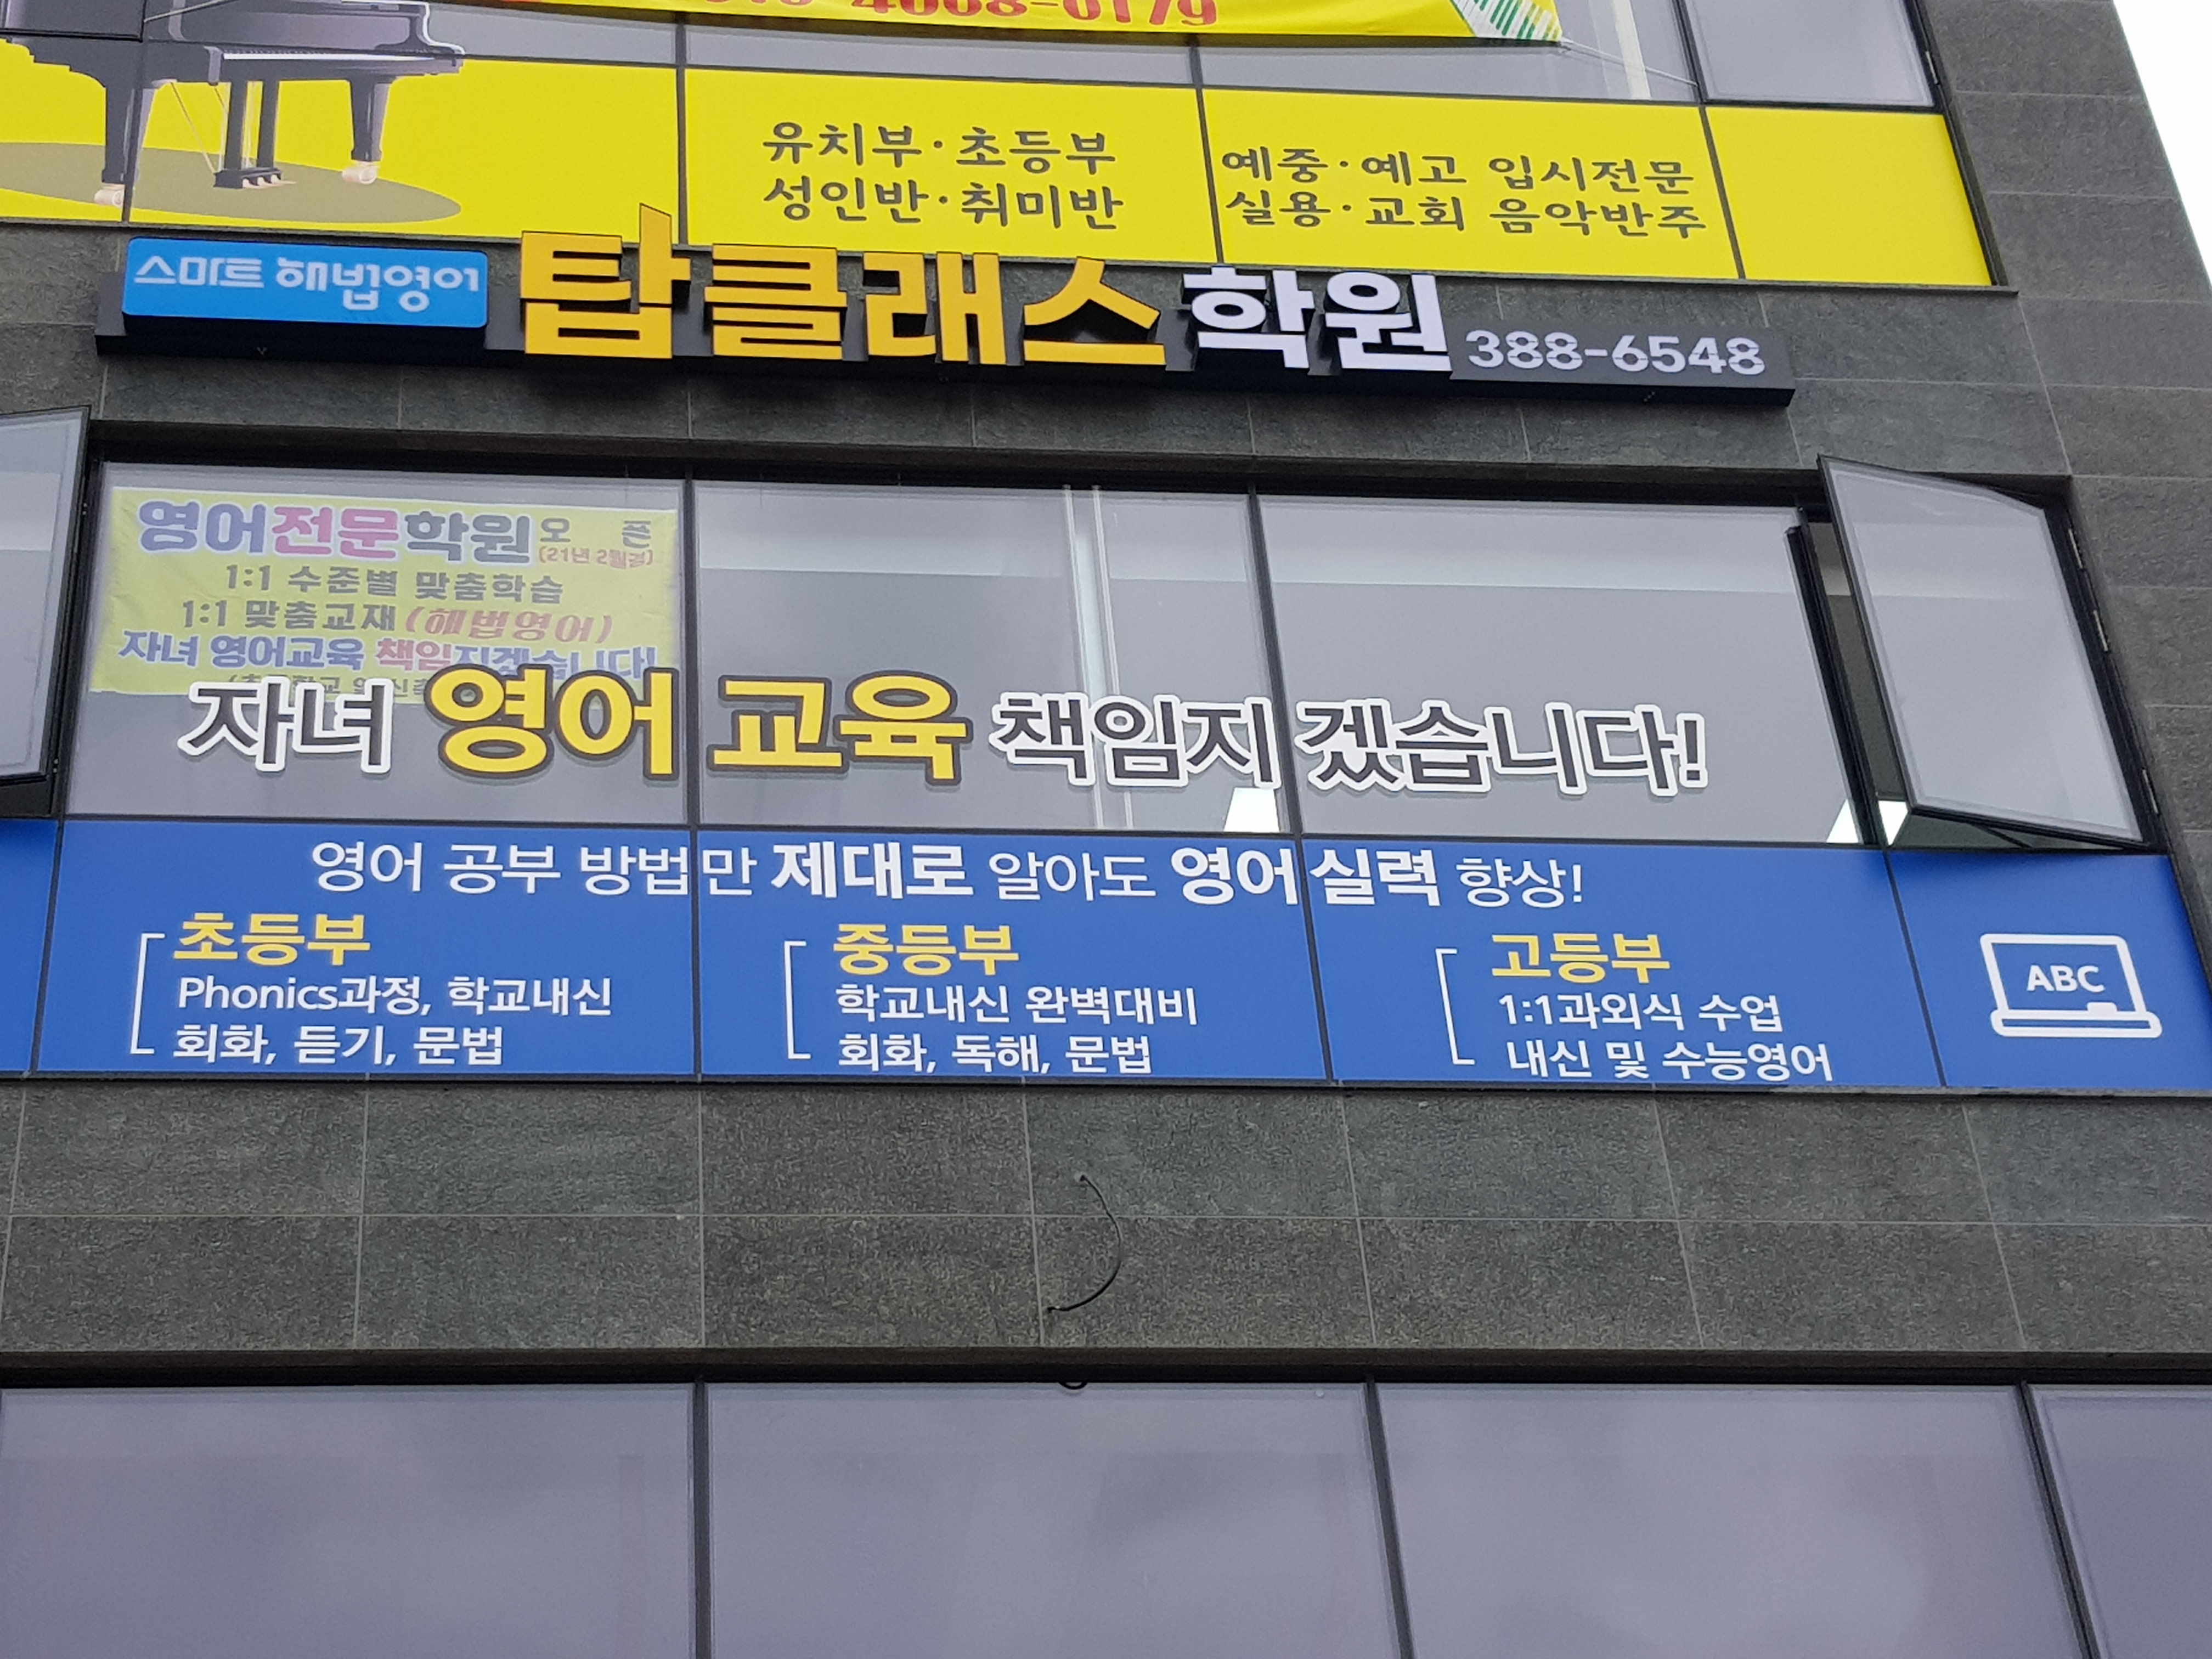 4008-0179
유치부·초등부
성인반·취미반
예중·예고 입시전문
실용·교회 음악반주
스마트 해법영어 탑클래스학원 388-6548
영어전문학원 오 픈
(21년 2월경)
1:1 수준별 맞춤학습
1:1 맞춤교재 (해법영어)
자녀 영어교육 책임지겠습니다!
자녀 영어 교육 책임지 겠습니다!
영어 공부 방법만 제대로 알아도 영어 실력 향상!
초등부
Phonics과정, 학교내신
회화, 듣기, 문법
중등부
학교내신 완벽대비
회화, 독해, 문법
고등부
1:1과외식 수업
내신 및 수능영어
ABC